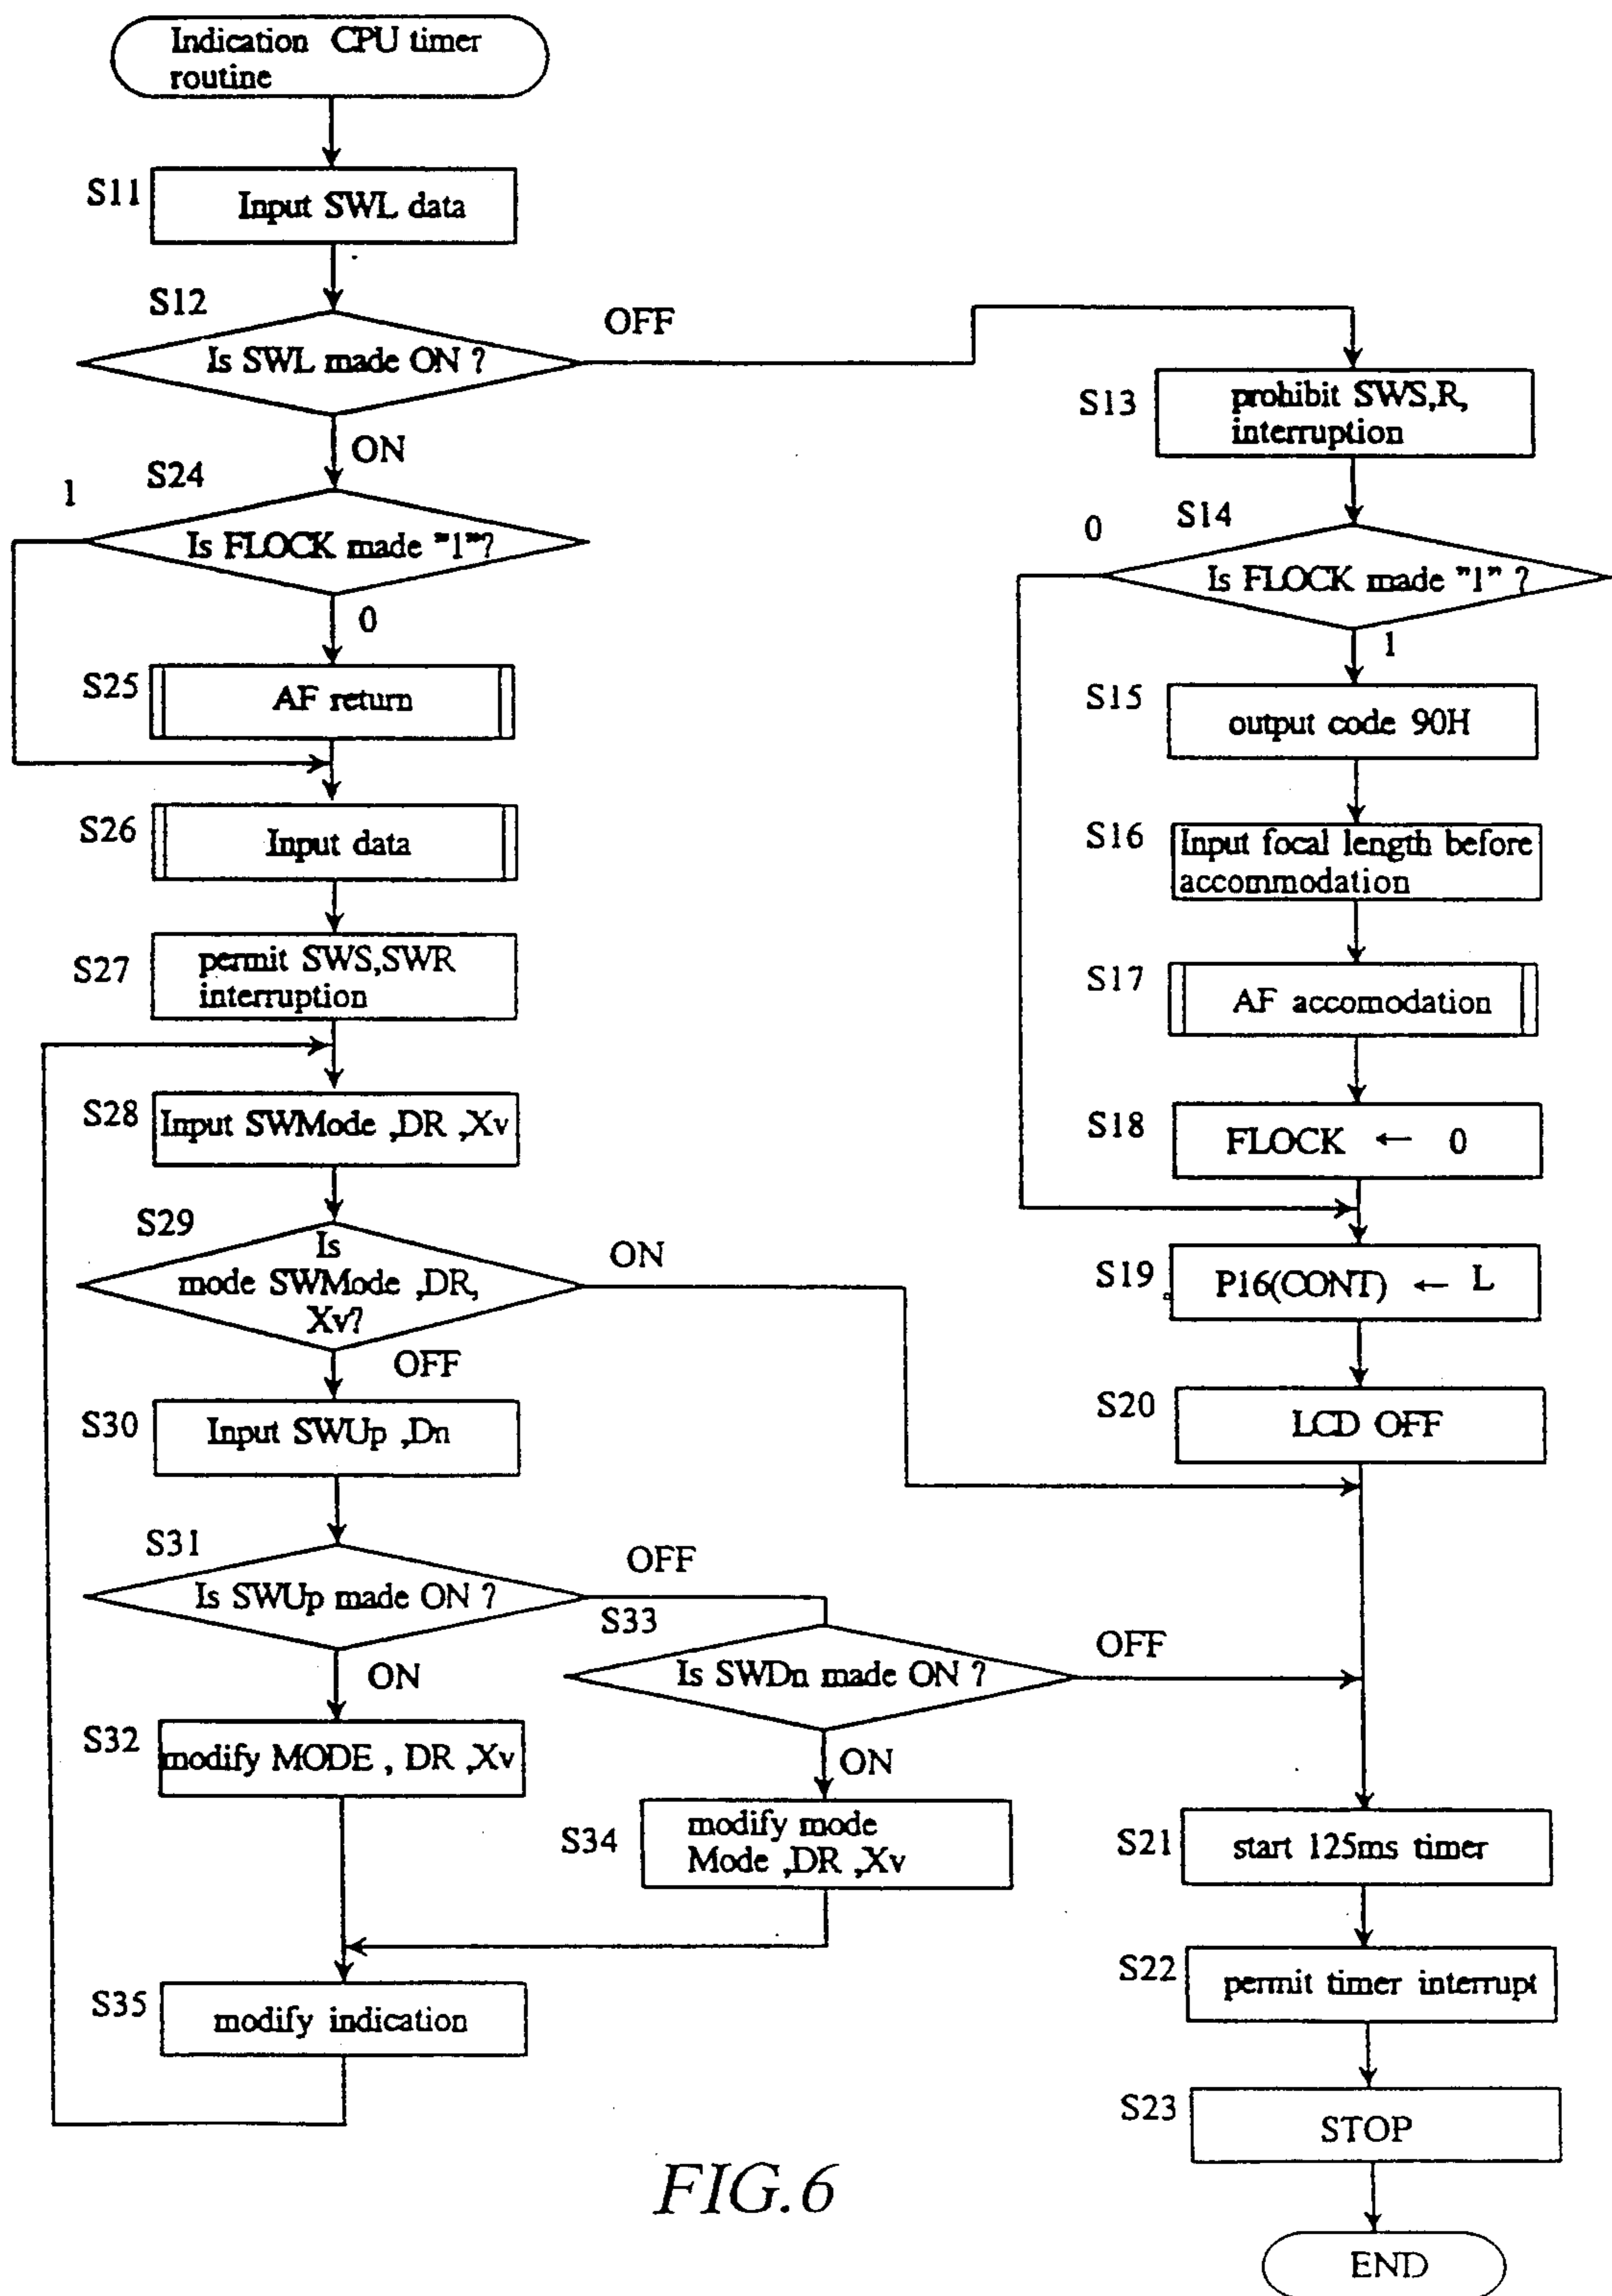 Indication CPU timer
routine
S11
Input SWL data
S12
Is SWL made ON ?
OFF
ON
S13
prohibit SWS,R,
interruption
S24
1
Is FLOCK made "1"?
0
S14
0
Is FLOCK made "1" ?
1
S25
AF return
S15
output code 90H
S26
Input data
S16
Input focal length before
accommodation
S27
permit SWS,SWR
interruption
S17
AF accomodation
S28
Input SWMode ,DR ,Xv
S18
FLOCK ← 0
S29
Is
mode SWMode ,DR,
Xv?
ON
OFF
S19
P16(CONT) ← L
S30
Input SWUp ,Dn
S20
LCD OFF
S31
Is SWUp made ON ?
OFF
ON
S33
Is SWDn made ON ?
OFF
ON
S32
modify MODE , DR ,Xv
S34
modify mode
Mode ,DR ,Xv
S21
start 125ms timer
S22
permit timer interrupt
S35
modify indication
S23
STOP
END
FIG.6